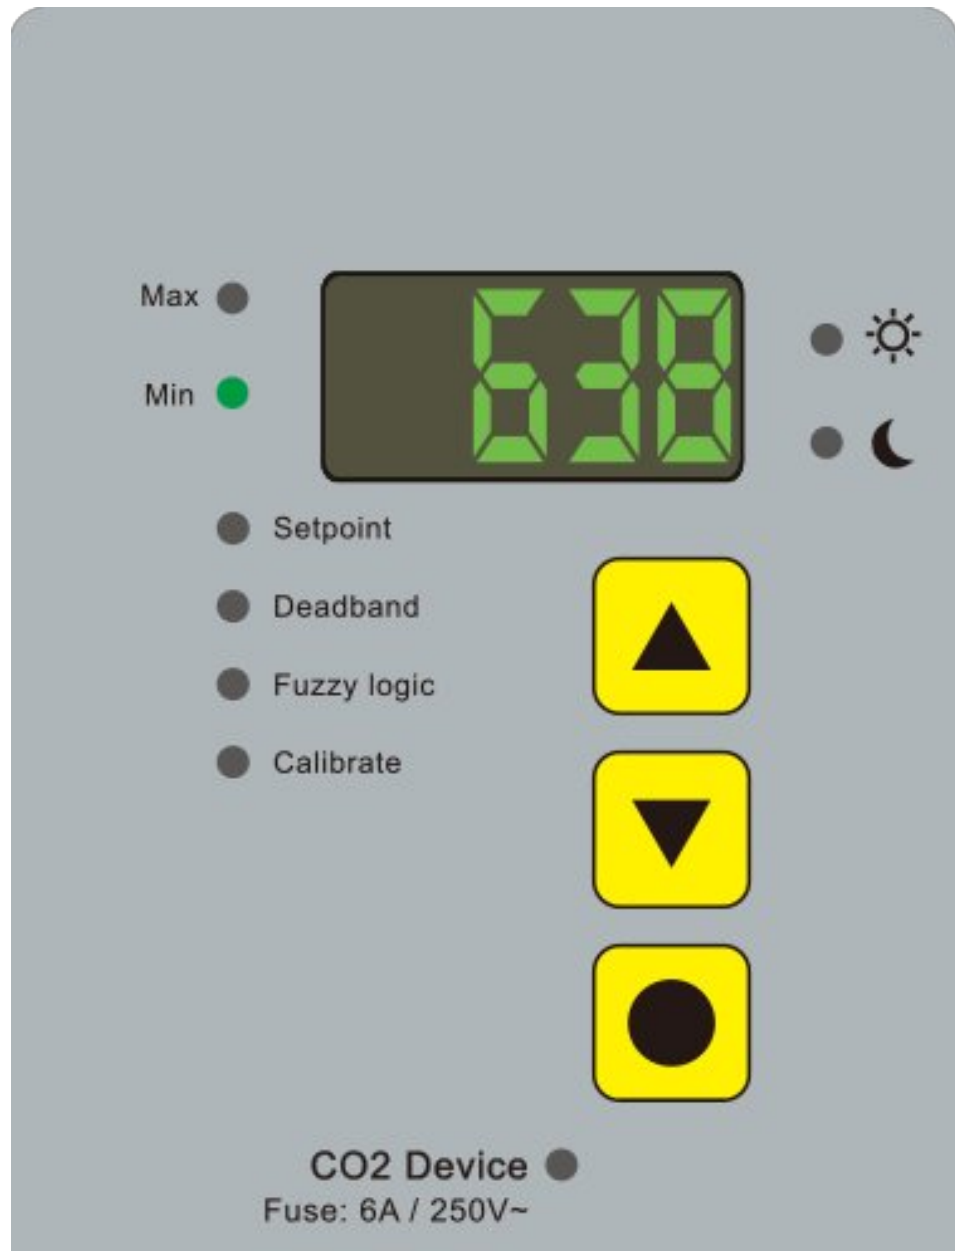 Max
638
Min
Setpoint
Deadband
Fuzzy logic
Calibrate
CO2 Device
Fuse: 6A / 250V~